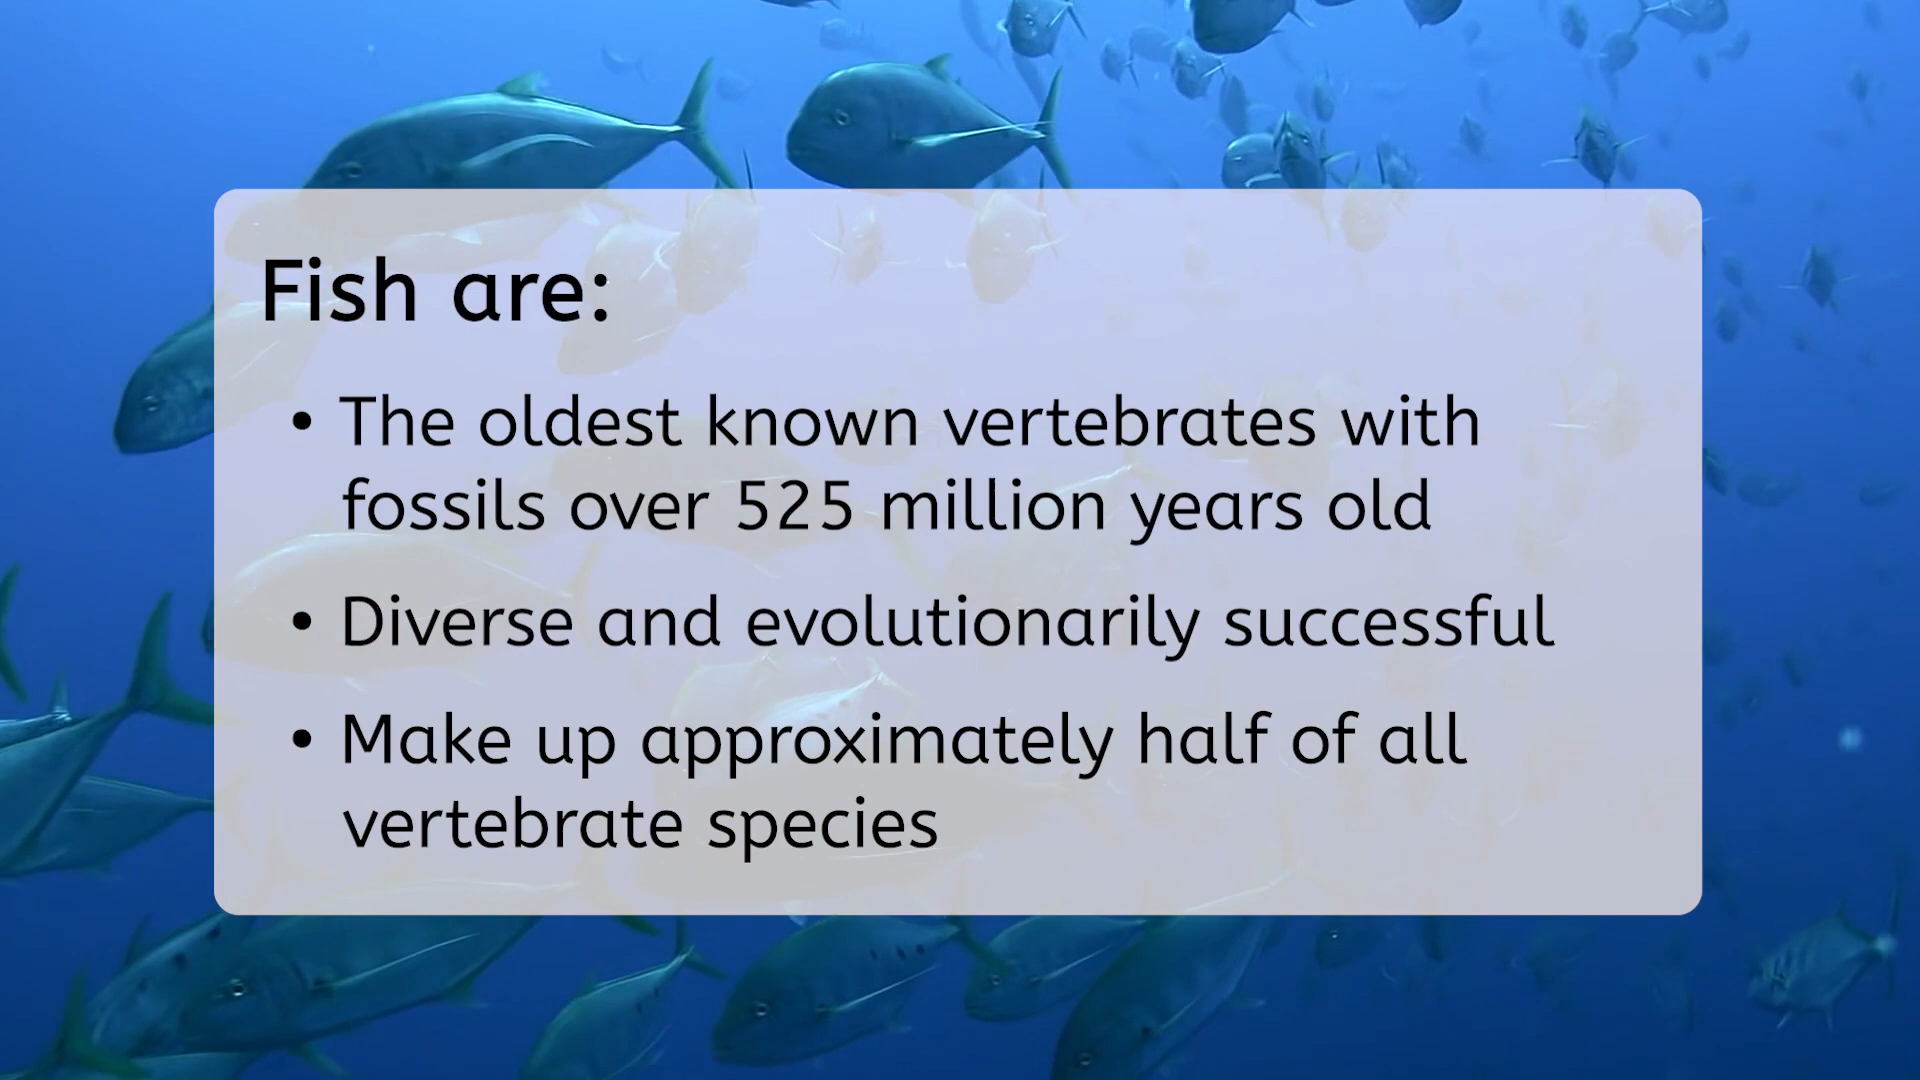 Fish are:
• The oldest known vertebrates with
fossils over 525 million years old
• Diverse and evolutionarily successful
• Make up approximately half of all
vertebrate species